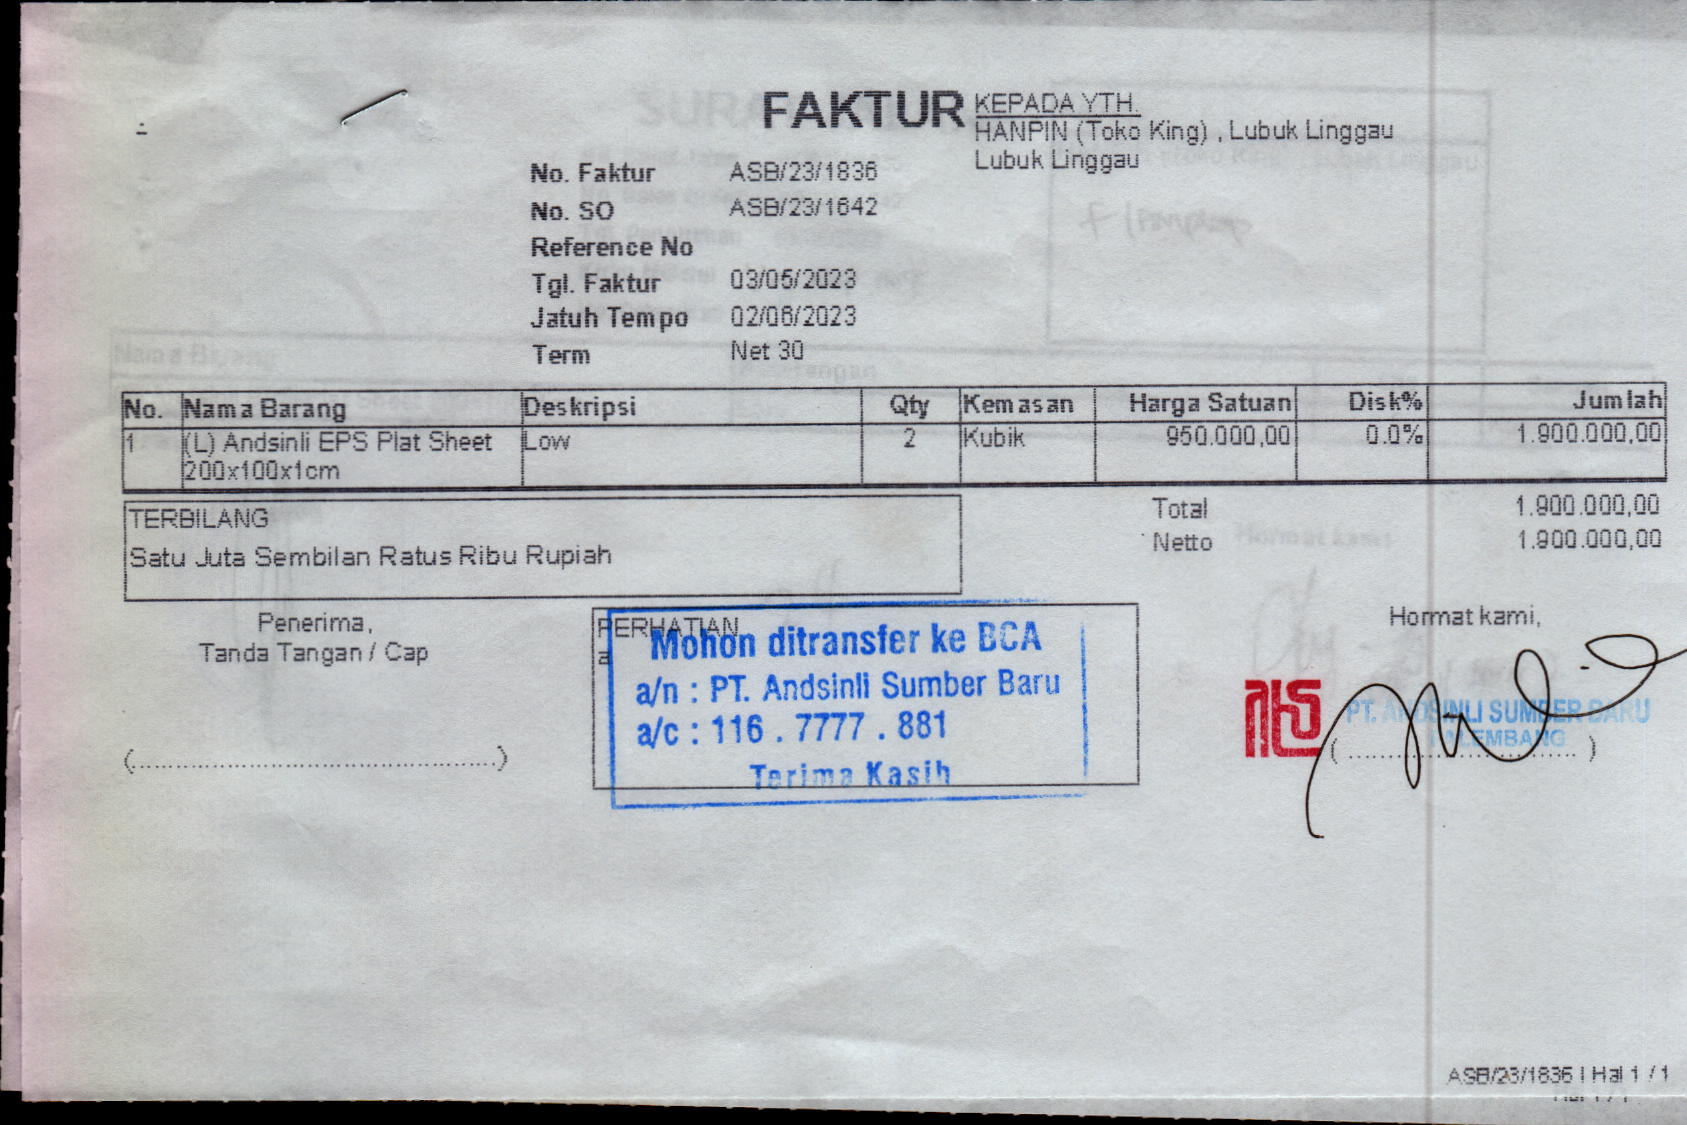 FAKTUR
KEPADA YTH.
HANPIN (Toko King) , Lubuk Linggau
Lubuk Linggau
No. Faktur ASB/23/1836
No. SO ASB/23/1642
Reference No
Tgl. Faktur 03/05/2023
Jatuh Tempo 02/06/2023
Term Net 30
No. Nama Barang Deskripsi Qty Kemasan Harga Satuan Disk% Jumlah
1 (L) Andsinli EPS Plat Sheet Low 2 Kubik 950.000,00 0.0% 1.900.000,00
200x100x1cm
TERBILANG
Satu Juta Sembilan Ratus Ribu Rupiah
Total 1.900.000,00
Netto 1.900.000,00
Penerima,
Tanda Tangan / Cap
(........................................)
PERHATIAN
a
Mohon ditransfer ke BCA
a/n : PT. Andsinli Sumber Baru
a/c : 116 . 7777 . 881
Terima Kasih
Hormat kami,
PT. ANDSINLI SUMBER BARU
PALEMBANG
(............................)
ASB/23/1836 | Hal 1 / 1